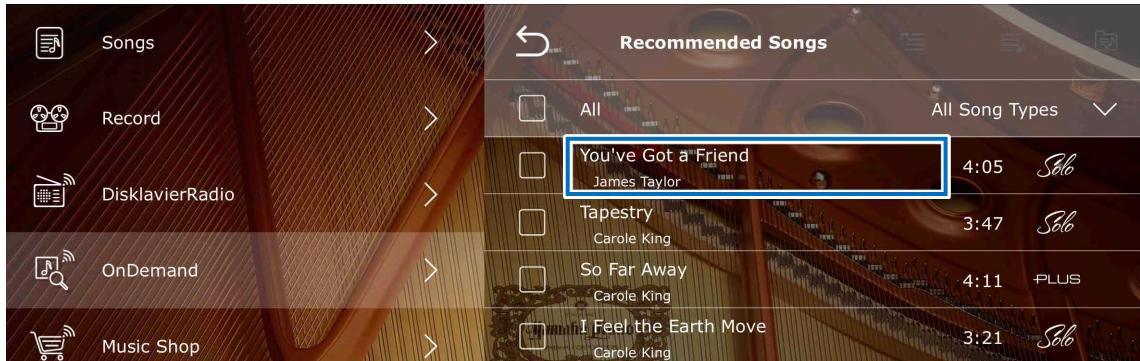 Songs
Record
DisklavierRadio
OnDemand
Music Shop
Recommended Songs
All
All Song Types
You've Got a Friend
4:05
Solo
James Taylor
Tapestry
3:47
Solo
Carole King
So Far Away
4:11
PLUS
Carole King
I Feel the Earth Move
3:21
Solo
Carole King